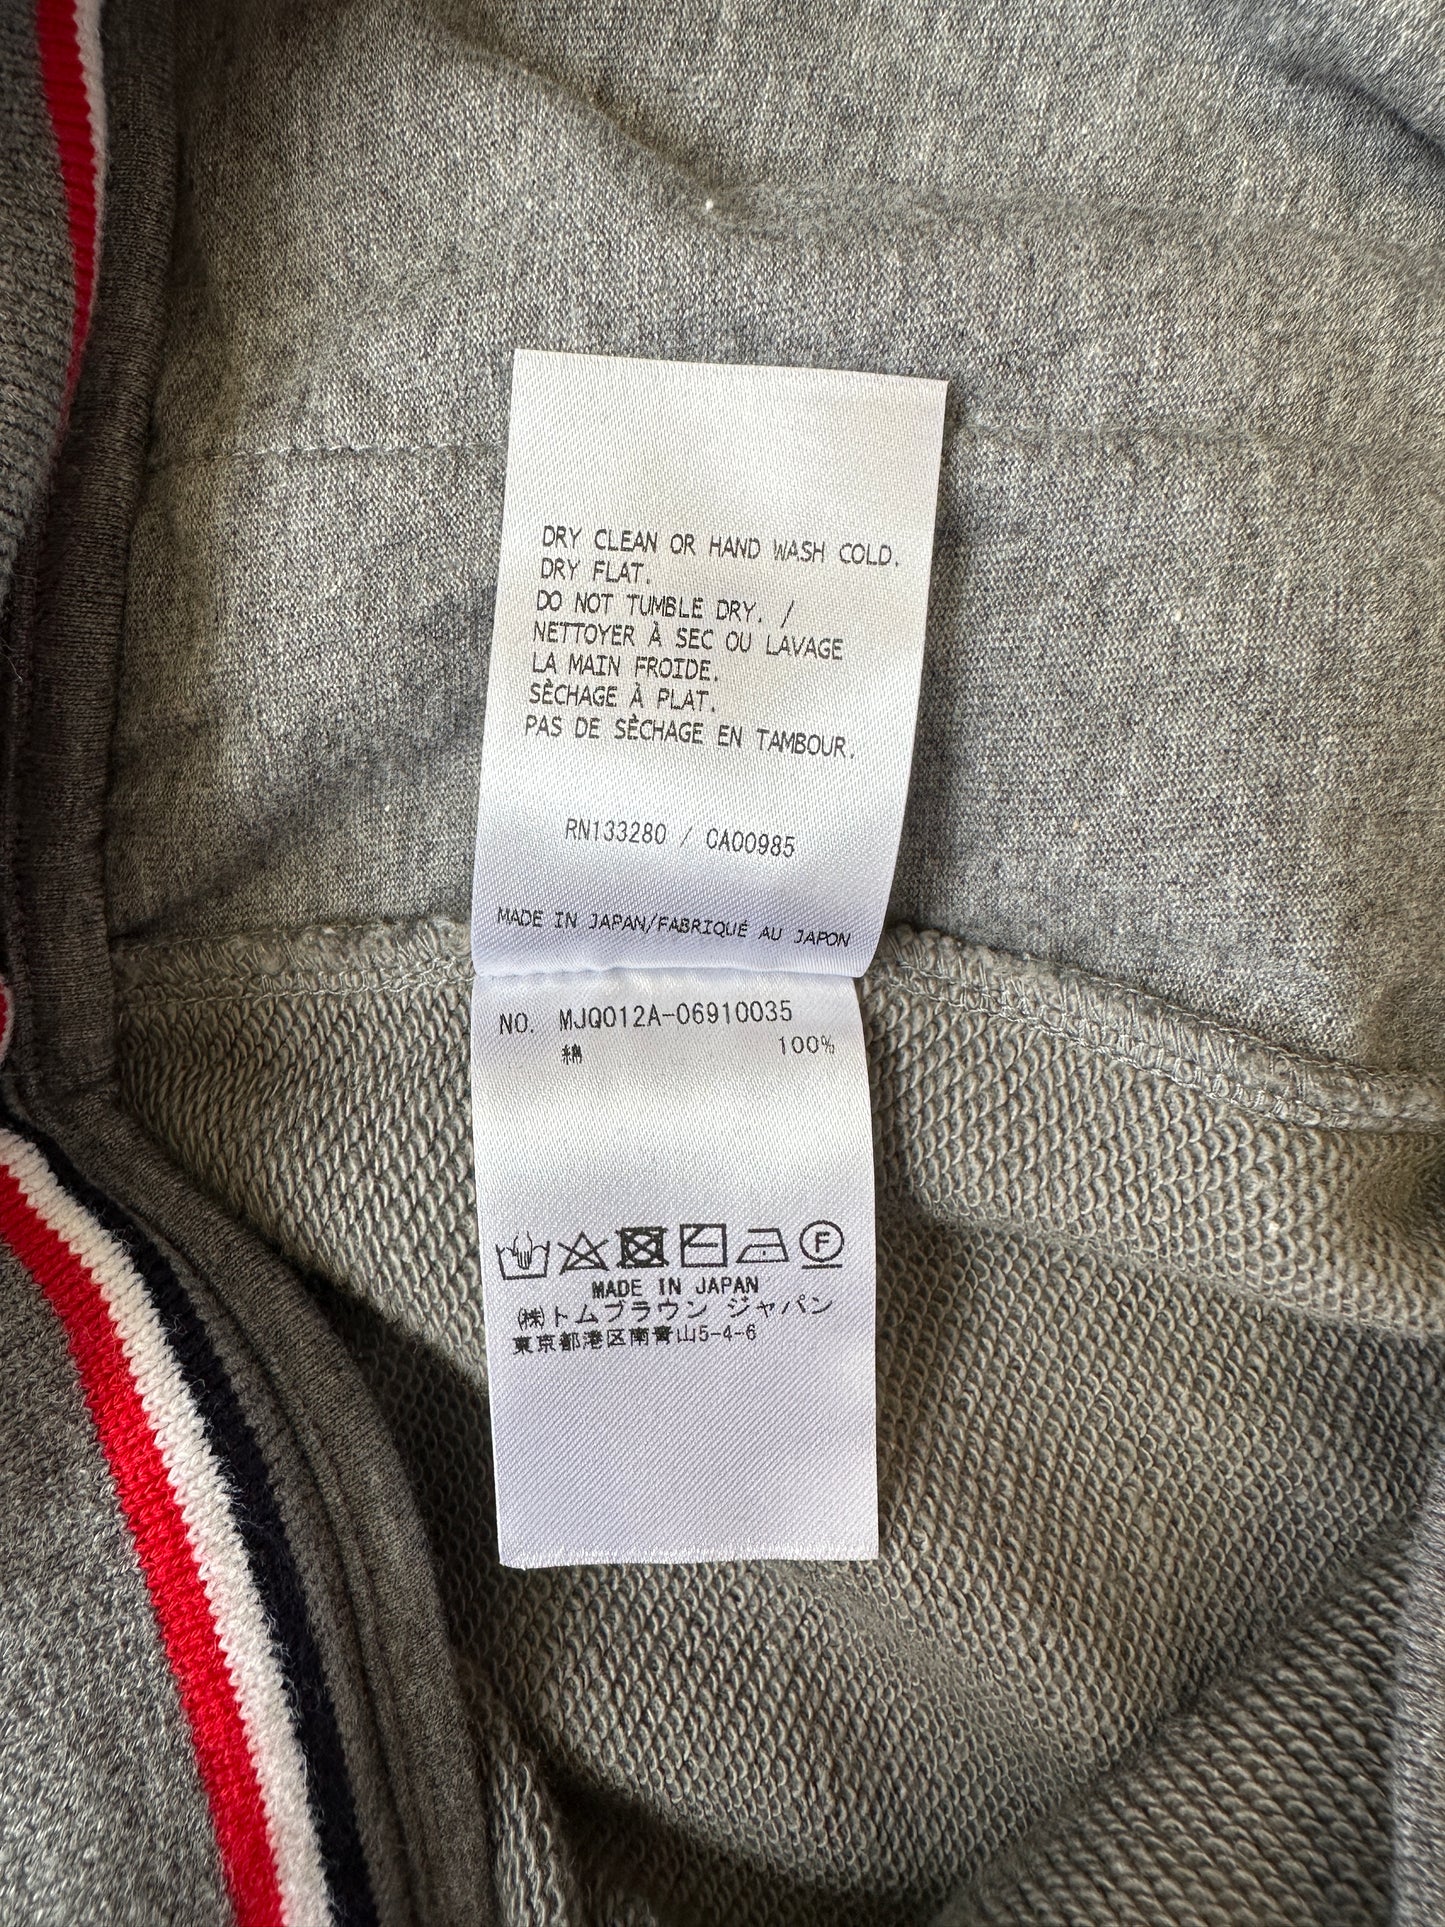 DRY CLEAN OR HAND WASH COLD.
DRY FLAT.
DO NOT TUMBLE DRY. /
NETTOYER À SEC OU LAVAGE
LA MAIN FROIDE.
SÈCHAGE À PLAT.
PAS DE SÈCHAGE EN TAMBOUR.
RN133280 / CA00985
MADE IN JAPAN/FABRIQUÉ AU JAPON
NO. MJQ012A-06910035
綿 100%
F
MADE IN JAPAN
㈱トムブラウン ジャパン
東京都港区南青山5-4-6